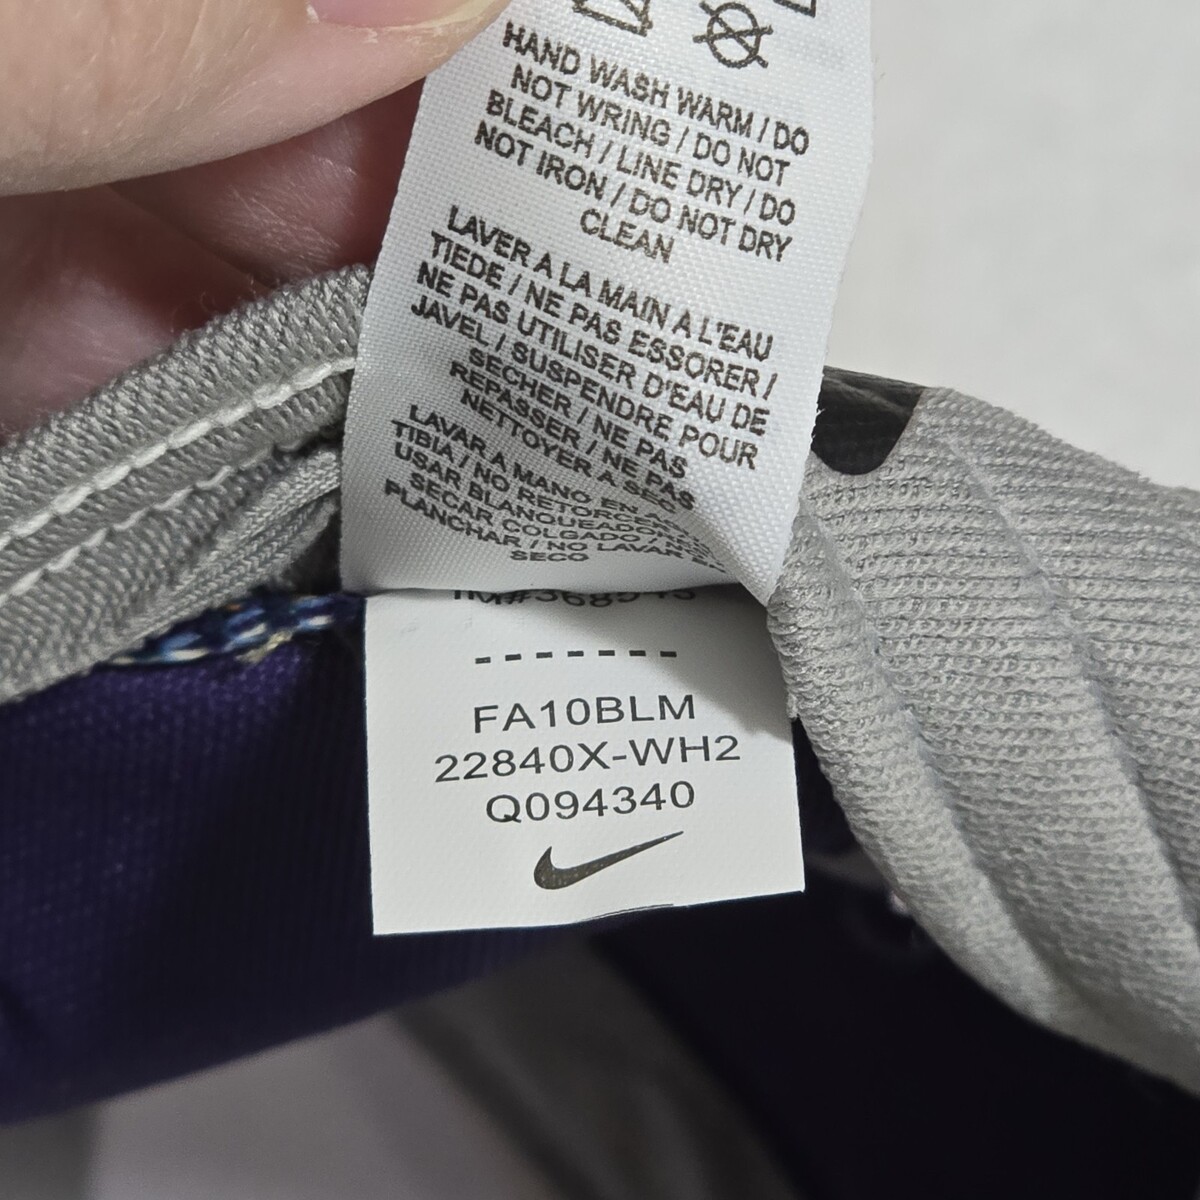 HAND WASH WARM / DO
NOT WRING / DO NOT
BLEACH / LINE DRY / DO
NOT IRON / DO NOT DRY
CLEAN
LAVER A LA MAIN A L'EAU
TIEDE / NE PAS ESSORER /
NE PAS UTILISER D'EAU DE
JAVEL / SUSPENDRE POUR
SECHER / NE PAS
REPASSER / NE PAS
NETTOYER A SEC
LAVAR A MANO EN
TIBIA / NO RETORCER
USAR BLANQUEADORES
SECAR COLGADO / NO
PLANCHAR / NO LAVAR EN
SECO
-------
FA10BLM
22840X-WH2
Q094340